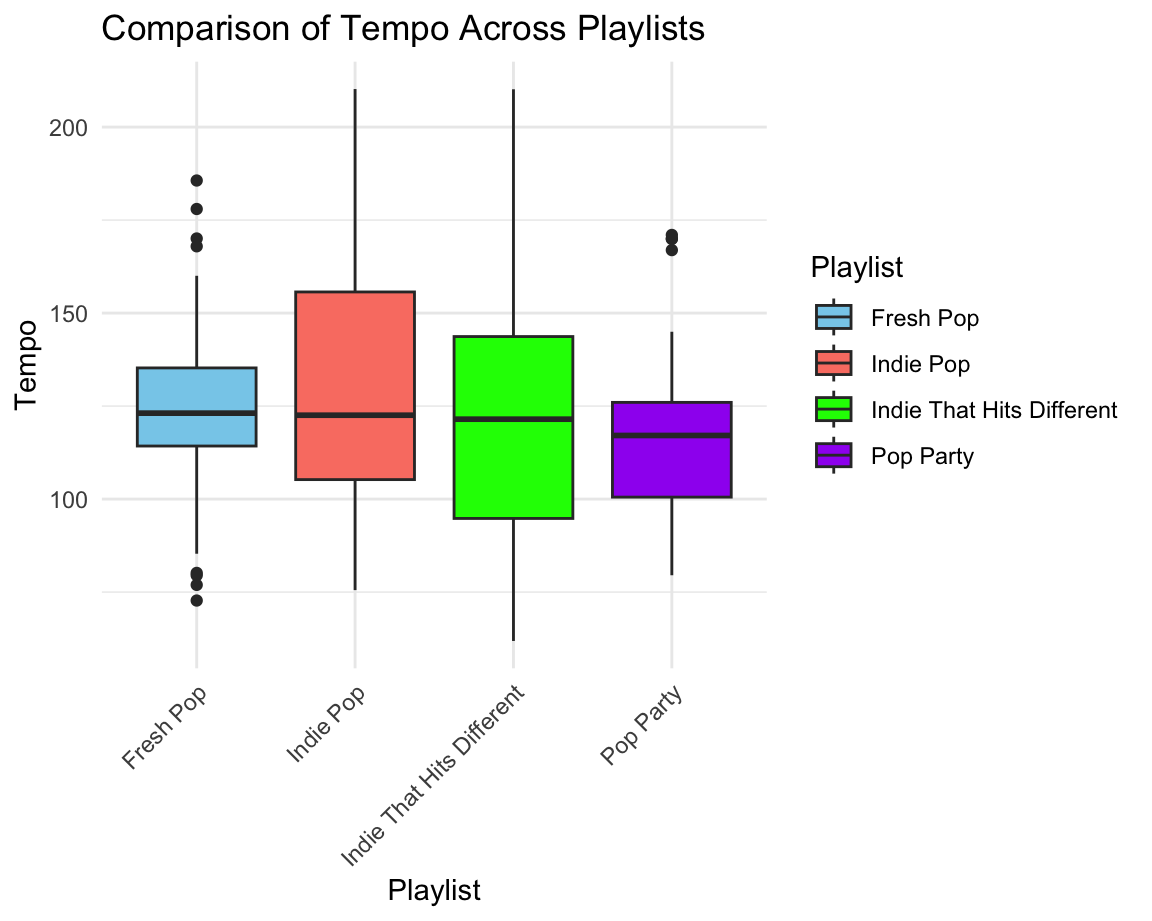 Comparison of Tempo Across Playlists
200
150
100
Tempo
Fresh Pop
Indie Pop
Indie That Hits Different
Pop Party
Playlist
Playlist
Fresh Pop
Indie Pop
Indie That Hits Different
Pop Party